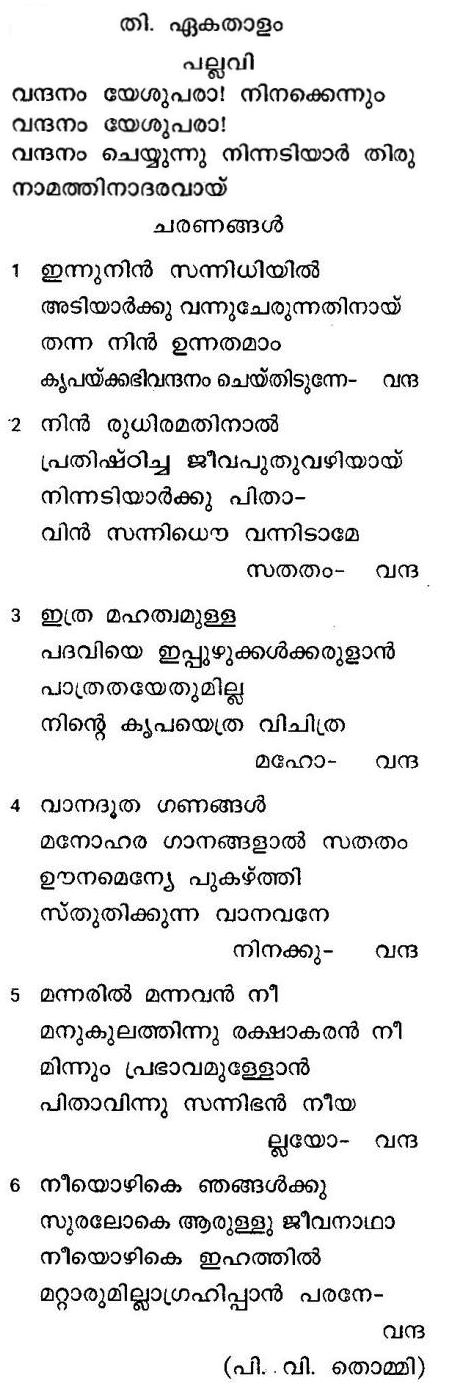 തി. ഏകതാളം
പല്ലവി
വന്ദനം യേശുപരാ! നിനക്കെന്നും
വന്ദനം യേശുപരാ!
വന്ദനം ചെയ്യുന്നു നിന്നടിയാർ തിരു
നാമത്തിനാദരവായ്
ചരണങ്ങൾ
1 ഇന്നുനിൻ സന്നിധിയിൽ
അടിയാർക്കു വന്നുചേരുന്നതിനായ്
തന്ന നിൻ ഉന്നതമാം
കൃപയ്ക്കഭിവന്ദനം ചെയ്തിടുന്നേ- വന്ദ
2 നിൻ രുധിരമതിനാൽ
പ്രതിഷ്ഠിച്ച ജീവപുതുവഴിയായ്
നിന്നടിയാർക്കു പിതാ-
വിൻ സന്നിധൌ വന്നിടാമേ
സതതം- വന്ദ
3 ഇത്ര മഹത്വമുള്ള
പദവിയെ ഇപ്പുഴുക്കൾക്കരുളാൻ
പാത്രതയേതുമില്ല
നിന്റെ കൃപയെത്ര വിചിത്ര
മഹോ- വന്ദ
4 വാനദൂത ഗണങ്ങൾ
മനോഹര ഗാനങ്ങളാൽ സതതം
ഊനമെന്യേ പുകഴ്ത്തി
സ്തുതിക്കുന്ന വാനവനേ
നിനക്കു- വന്ദ
5 മന്നരിൽ മന്നവൻ നീ
മനുകുലത്തിന്നു രക്ഷാകരൻ നീ
മിന്നും പ്രഭാവമുള്ളോൻ
പിതാവിന്നു സന്നിഭൻ നീയ
ല്ലയോ- വന്ദ
6 നീയൊഴികെ ഞങ്ങൾക്കു
സുരലോകെ ആരുള്ളു ജീവനാഥാ
നീയൊഴികെ ഇഹത്തിൽ
മറ്റാരുമില്ലാഗ്രഹിപ്പാൻ പരനേ-
വന്ദ
(പി. വി. തൊമ്മി)